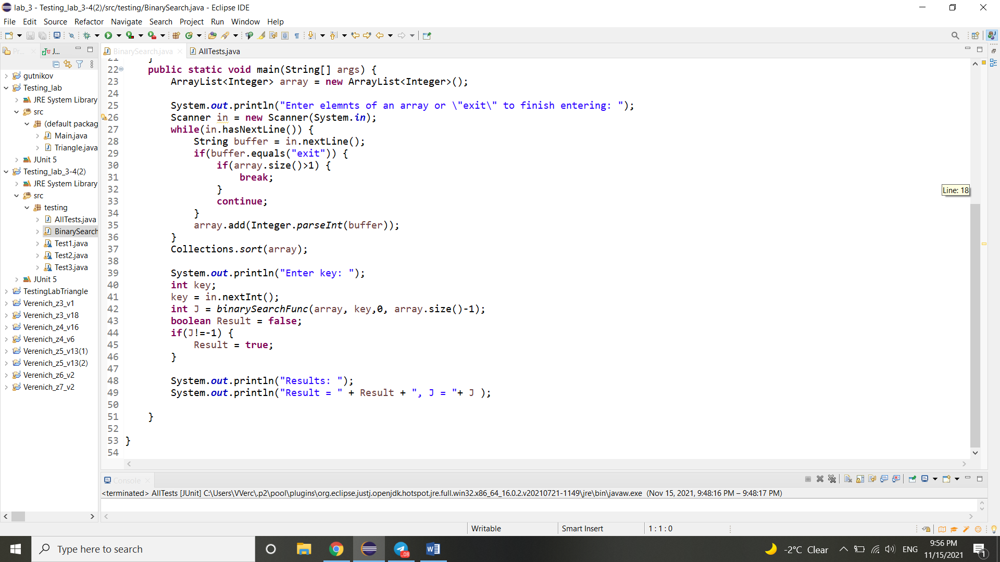 lab_3 - Testing_lab_3-4(2)/src/testing/BinarySearch.java - Eclipse IDE
File Edit Source Refactor Navigate Search Project Run Window Help
Pr... J...
BinarySearch.java AllTests.java
gutnikov
Testing_lab
JRE System Library
src
(default packag
Main.java
Triangle.java
JUnit 5
Testing_lab_3-4(2)
JRE System Library
src
testing
AllTests.java
BinarySearch
Test1.java
Test2.java
Test3.java
JUnit 5
TestingLabTriangle
Verenich_z3_v1
Verenich_z3_v18
Verenich_z4_v16
Verenich_z4_v6
Verenich_z5_v13(1)
Verenich_z5_v13(2)
Verenich_z6_v2
Verenich_z7_v2
21 }
22 public static void main(String[] args) {
23 ArrayList<Integer> array = new ArrayList<Integer>();
24
25 System.out.println("Enter elemnts of an array or \"exit\" to finish entering: ");
26 Scanner in = new Scanner(System.in);
27 while(in.hasNextLine()) {
28 String buffer = in.nextLine();
29 if(buffer.equals("exit")) {
30 if(array.size()>1) {
31 break;
32 }
33 continue;
34 }
35 array.add(Integer.parseInt(buffer));
36 }
37 Collections.sort(array);
38
39 System.out.println("Enter key: ");
40 int key;
41 key = in.nextInt();
42 int J = binarySearchFunc(array, key,0, array.size()-1);
43 boolean Result = false;
44 if(J!=-1) {
45 Result = true;
46 }
47
48 System.out.println("Results: ");
49 System.out.println("Result = " + Result + ", J = "+ J );
50
51 }
52
53 }
54
Line: 18
Console
<terminated> AllTests [JUnit] C:\Users\VVerc\.p2\pool\plugins\org.eclipse.justj.openjdk.hotspot.jre.full.win32.x86_64_16.0.2.v20210721-1149\jre\bin\javaw.exe (Nov 15, 2021, 9:48:16 PM – 9:48:17 PM)
Writable Smart Insert 1 : 1 : 0
Type here to search
..08
-2°C Clear
ENG
9:56 PM
11/15/2021
1